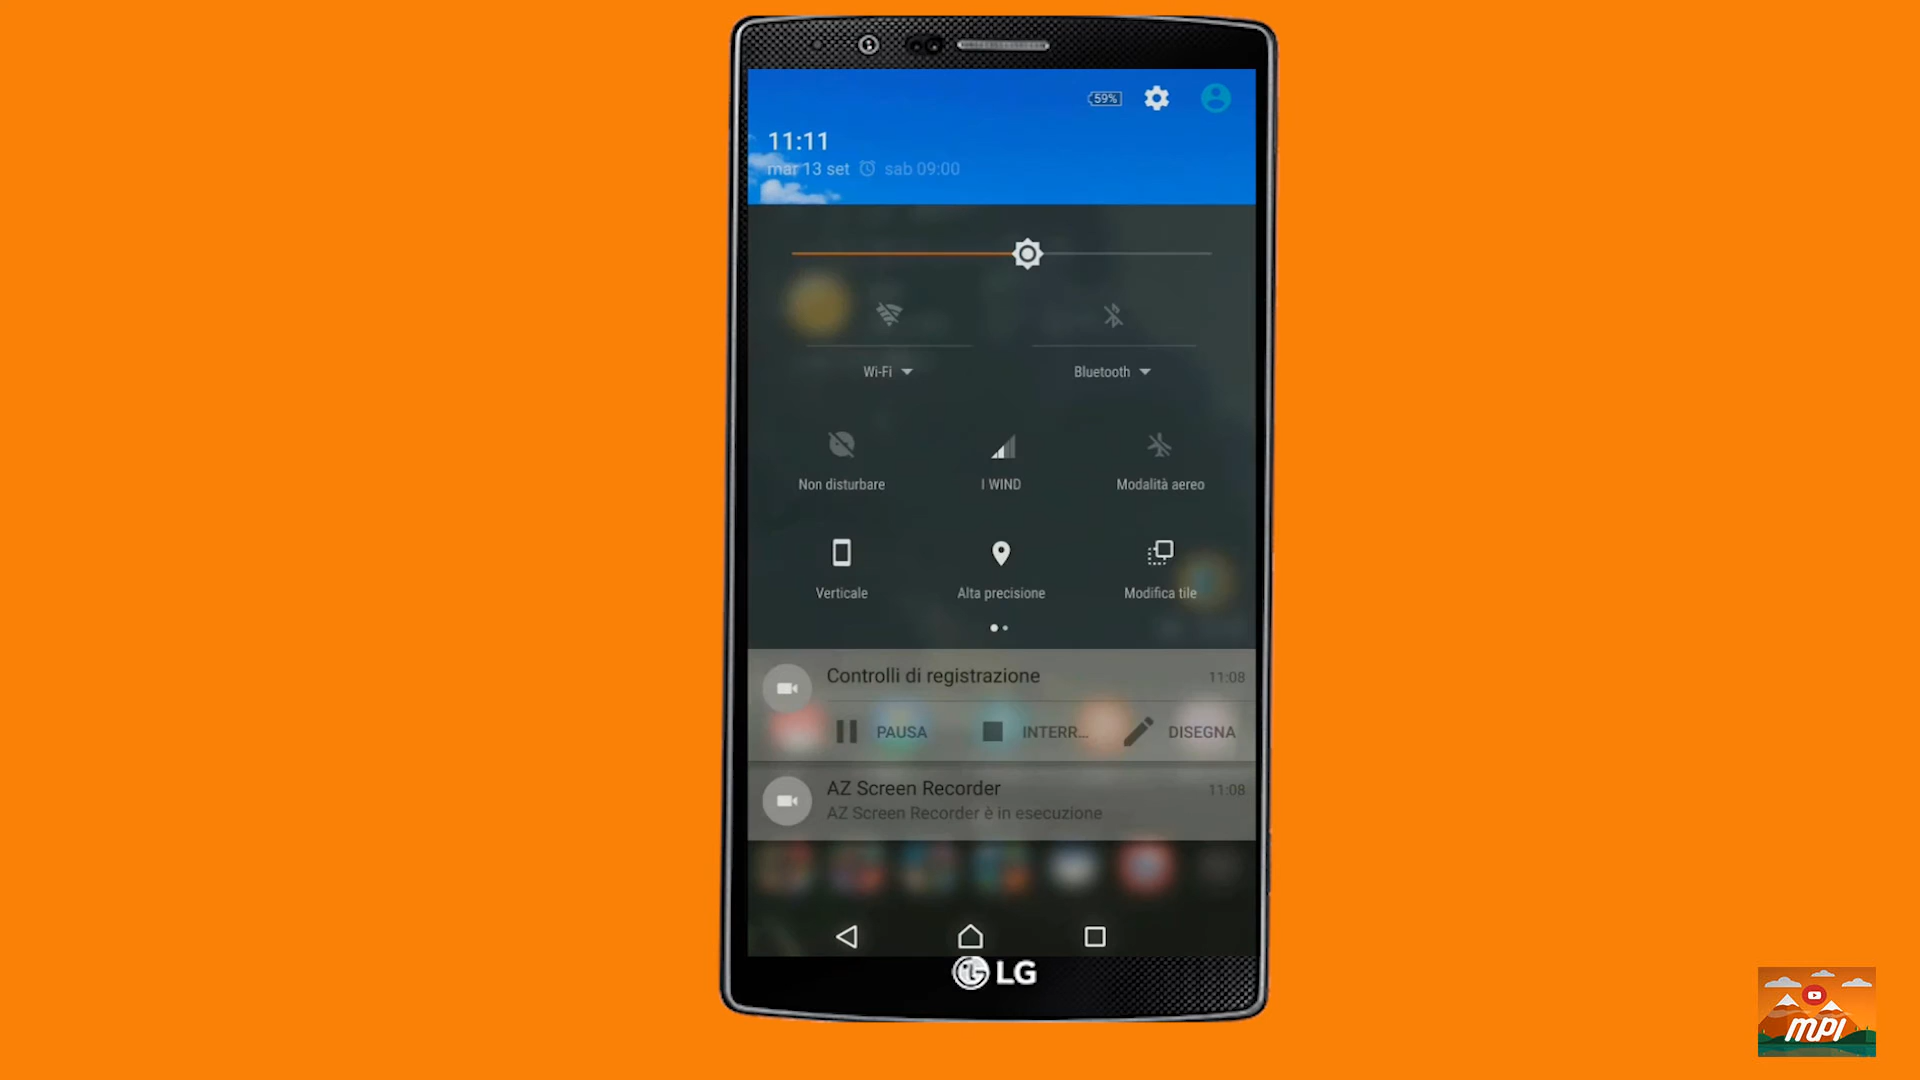 59%
11:11
mar 13 set sab 09:00
Wi-Fi Bluetooth
Non disturbare I WIND Modalità aereo
Verticale Alta precisione Modifica tile
Controlli di registrazione 11:08
PAUSA INTERR... DISEGNA
AZ Screen Recorder 11:08
AZ Screen Recorder è in esecuzione
LG
MPI